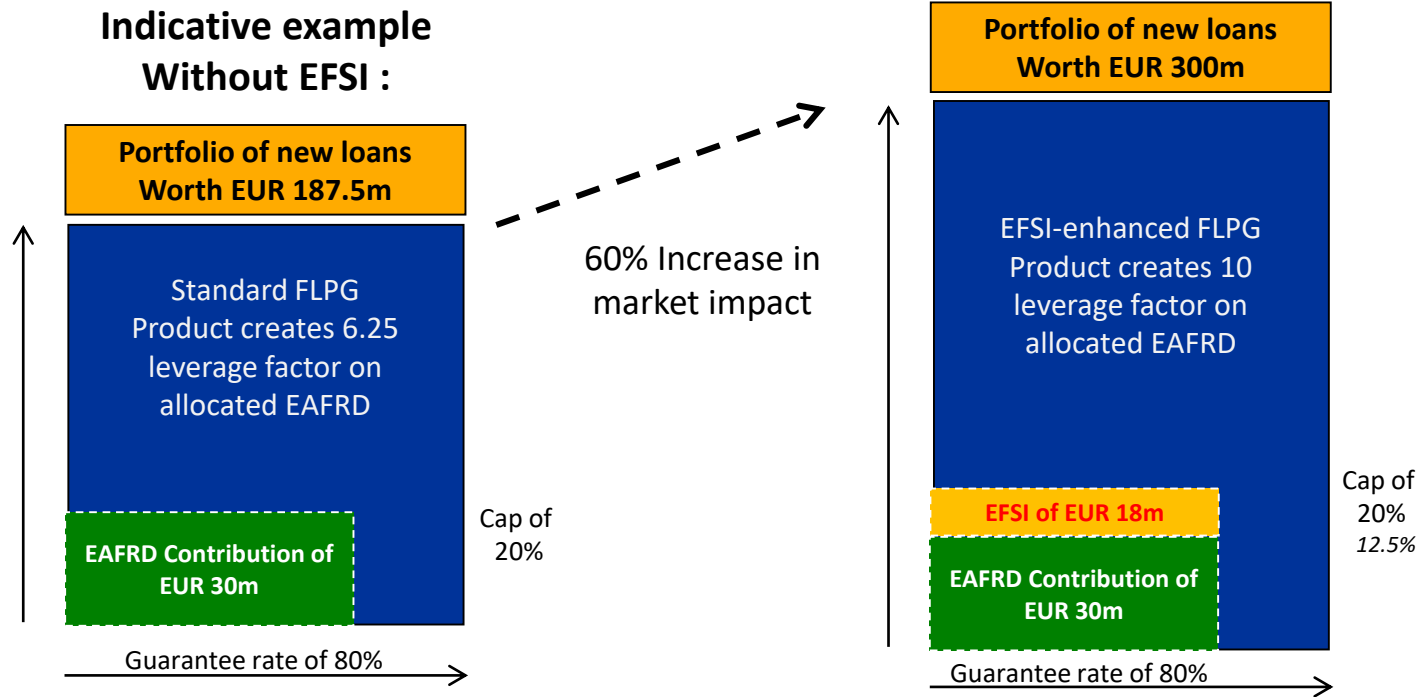 Indicative example
Without EFSI :
Portfolio of new loans
Worth EUR 187.5m
Standard FLPG
Product creates 6.25
leverage factor on
allocated EAFRD
EAFRD Contribution of
EUR 30m
Cap of
20%
Guarantee rate of 80%
60% Increase in
market impact
Portfolio of new loans
Worth EUR 300m
EFSI-enhanced FLPG
Product creates 10
leverage factor on
allocated EAFRD
EFSI of EUR 18m
EAFRD Contribution of
EUR 30m
Cap of
20%
12.5%
Guarantee rate of 80%